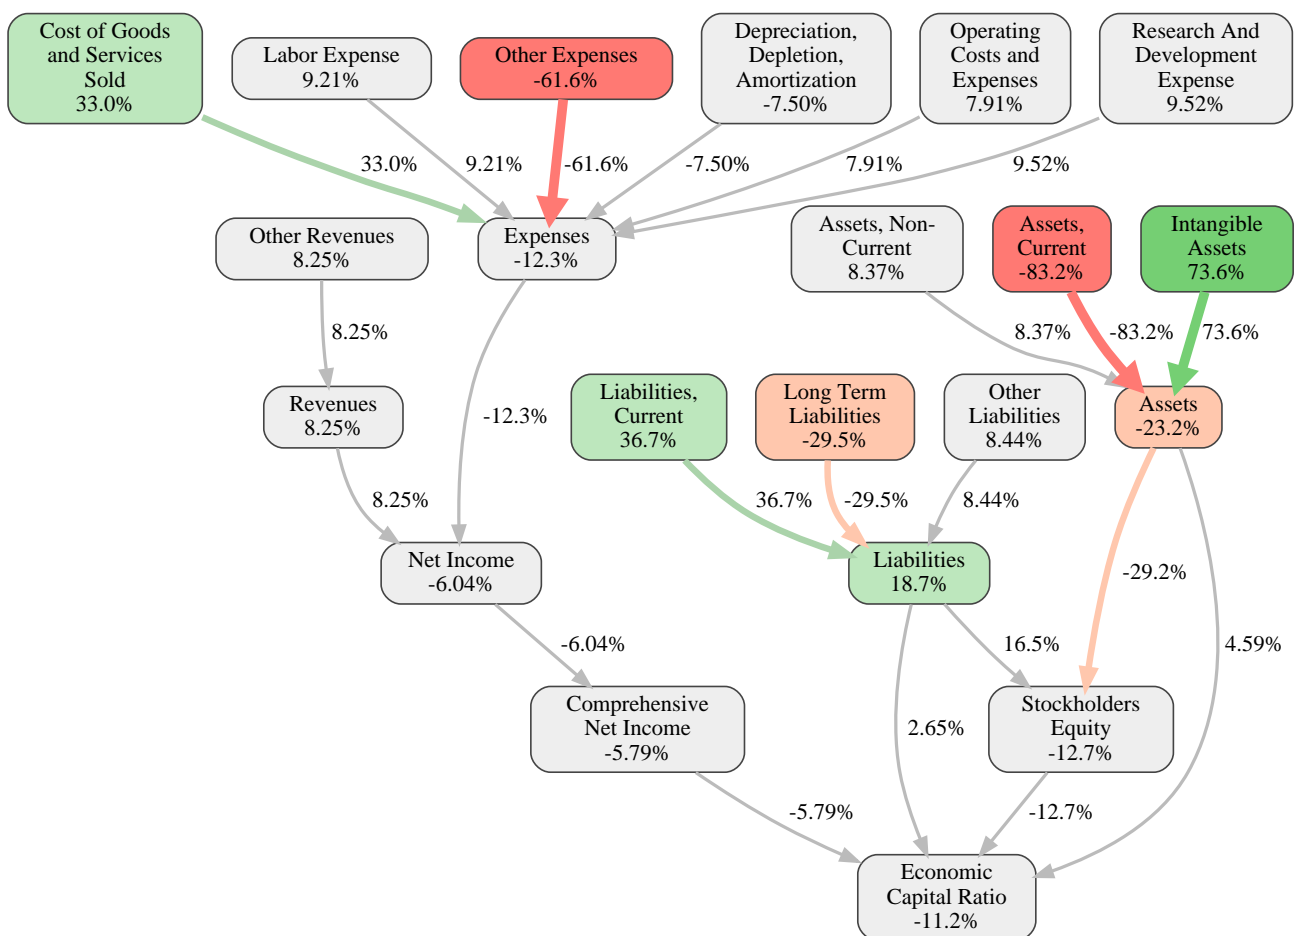 Cost of Goods
and Services
Sold
33.0%
Labor Expense
9.21%
Other Expenses
-61.6%
Depreciation,
Depletion,
Amortization
-7.50%
Operating
Costs and
Expenses
7.91%
Research And
Development
Expense
9.52%
33.0%
9.21%
-61.6%
-7.50%
7.91%
9.52%
Other Revenues
8.25%
Expenses
-12.3%
Assets, Non-
Current
8.37%
Assets,
Current
-83.2%
Intangible
Assets
73.6%
8.25%
8.37%
-83.2%
73.6%
Revenues
8.25%
-12.3%
Liabilities,
Current
36.7%
Long Term
Liabilities
-29.5%
Other
Liabilities
8.44%
Assets
-23.2%
8.25%
36.7%
-29.5%
8.44%
Net Income
-6.04%
Liabilities
18.7%
-29.2%
-6.04%
16.5%
4.59%
Comprehensive
Net Income
-5.79%
2.65%
Stockholders
Equity
-12.7%
-5.79%
-12.7%
Economic
Capital Ratio
-11.2%